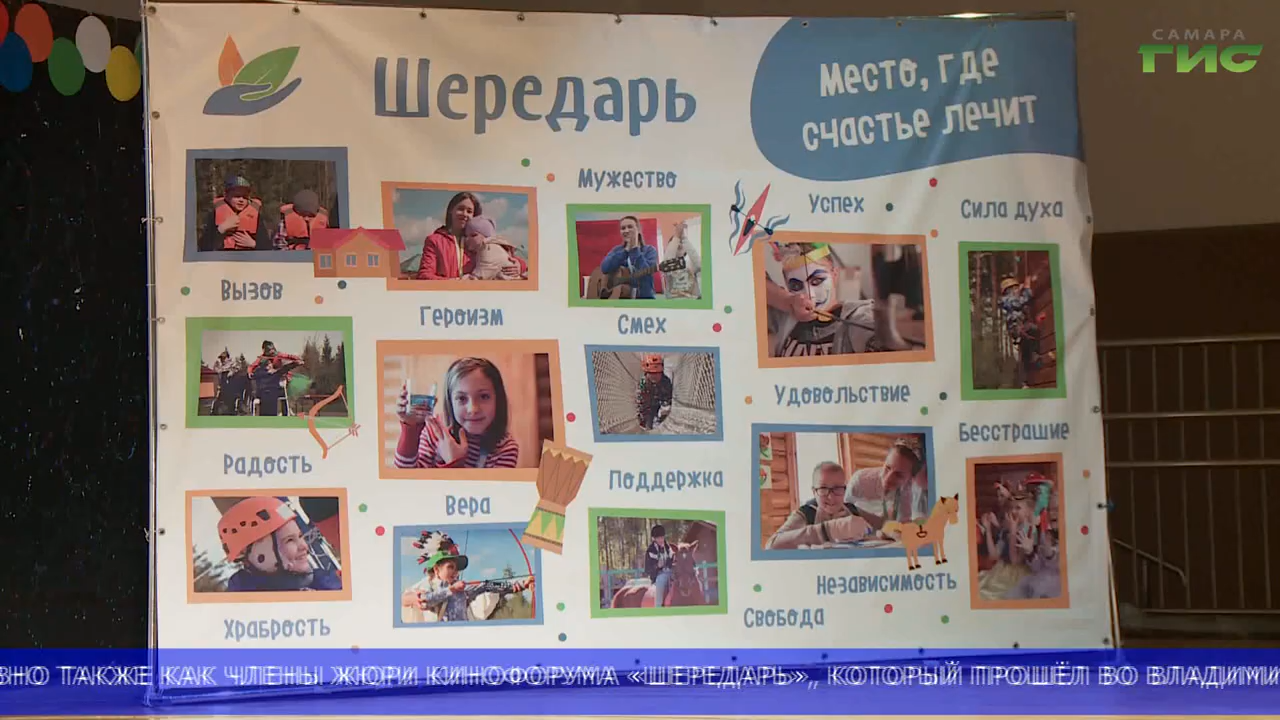 САМАРА
ГИС
Шередарь
Место, где
счастье лечит
Мужество
Успех
Сила духа
Вызов
Героизм
Смех
Удовольствие
Бесстрашие
Радость
Вера
Поддержка
Независимость
Свобода
Храбрость
ВНО ТАКЖЕ КАК ЧЛЕНЫ ЖЮРИ КИНОФОРУМА «ШЕРЕДАРЬ», КОТОРЫЙ ПРОШЁЛ ВО ВЛАДИМИ